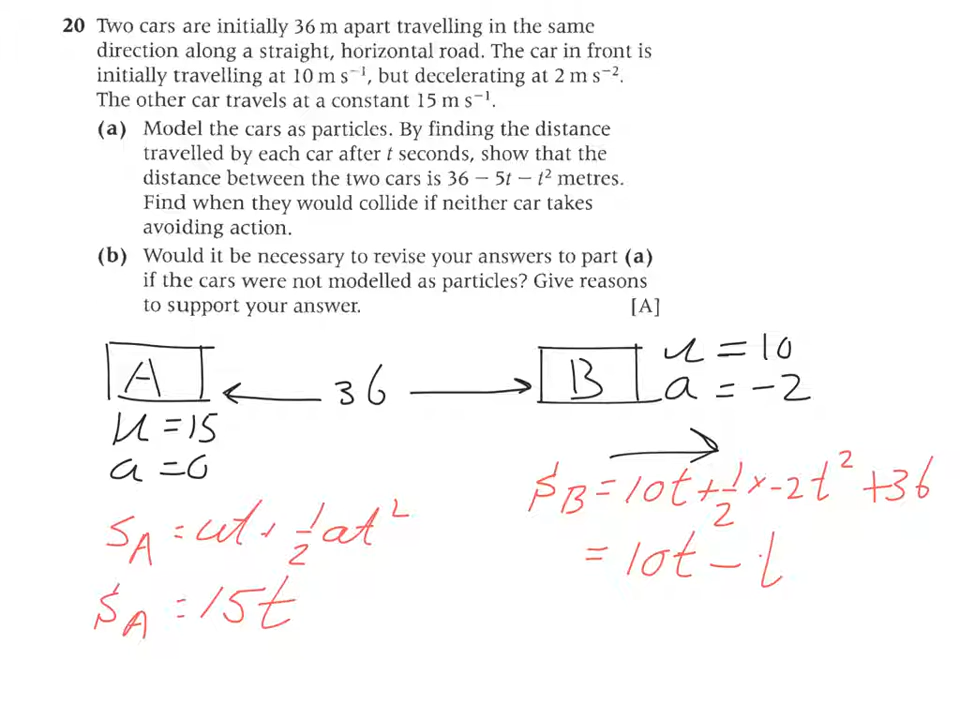 20 Two cars are initially 36 m apart travelling in the same
direction along a straight, horizontal road. The car in front is
initially travelling at 10 m s⁻¹, but decelerating at 2 m s⁻².
The other car travels at a constant 15 m s⁻¹.
(a) Model the cars as particles. By finding the distance
travelled by each car after t seconds, show that the
distance between the two cars is 36 − 5t − t² metres.
Find when they would collide if neither car takes
avoiding action.
(b) Would it be necessary to revise your answers to part (a)
if the cars were not modelled as particles? Give reasons
to support your answer. [A]
A ← 36 → B u = 10
a = -2
u = 15
a = 0
S_A = ut + ½at²
S_A = 15t
S_B = 10t + ½ × -2t² + 36
= 10t - t